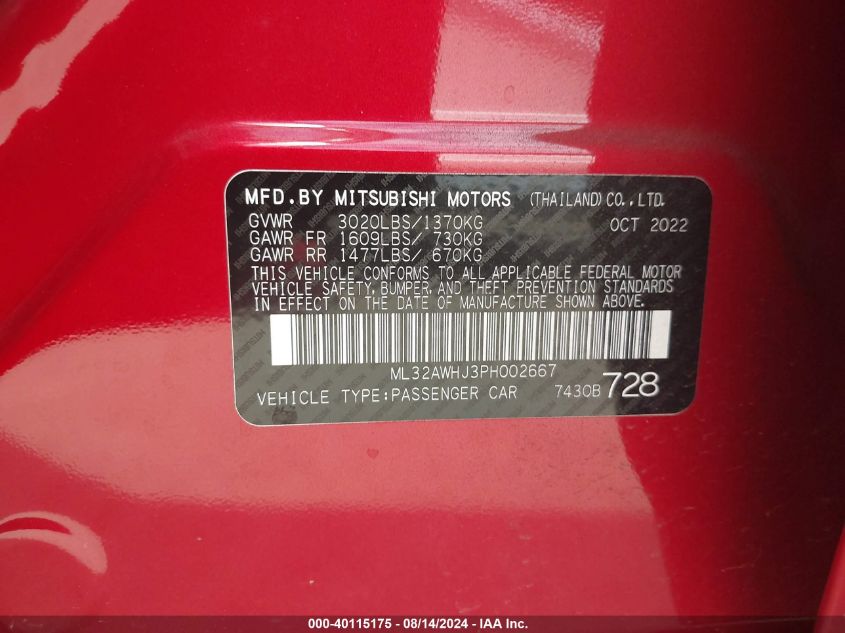 MFD.BY MITSUBISHI MOTORS (THAILAND)CO.,LTD.
GVWR 3020LBS/1370KG OCT 2022
GAWR FR 1609LBS/ 730KG
GAWR RR 1477LBS/ 670KG
THIS VEHICLE CONFORMS TO ALL APPLICABLE FEDERAL MOTOR
VEHICLE SAFETY, BUMPER, AND THEFT PREVENTION STANDARDS
IN EFFECT ON THE DATE OF MANUFACTURE SHOWN ABOVE.
ML32AWHJ3PH002667
VEHICLE TYPE:PASSENGER CAR 7430B 728
000-40115175 - 08/14/2024 - IAA Inc.